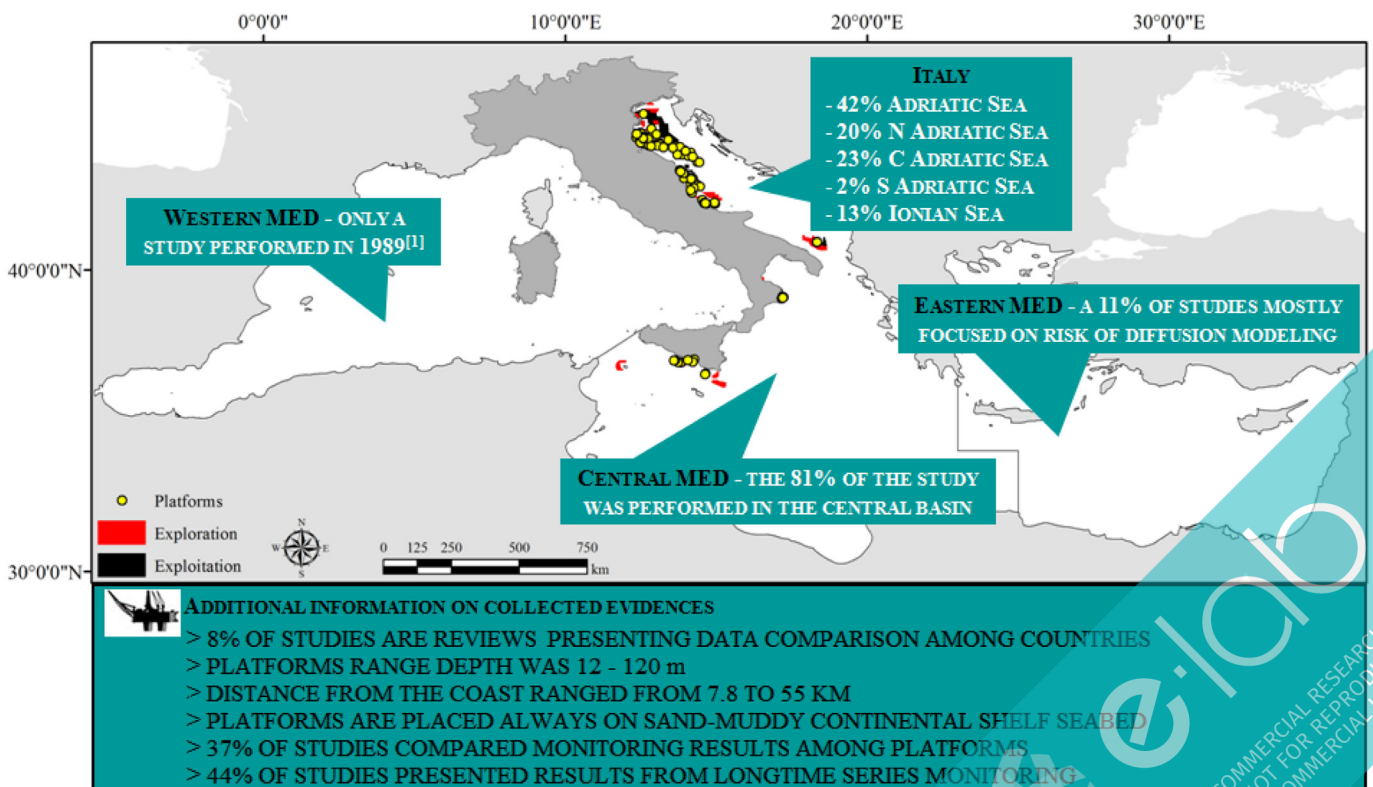 0°0'0"
10°0'0"E
20°0'0"E
30°0'0"E
ITALY
- 42% ADRIATIC SEA
- 20% N ADRIATIC SEA
- 23% C ADRIATIC SEA
- 2% S ADRIATIC SEA
- 13% IONIAN SEA
WESTERN MED - ONLY A
STUDY PERFORMED IN 1989[1]
40°0'0"N
EASTERN MED - A 11% OF STUDIES MOSTLY
FOCUSED ON RISK OF DIFFUSION MODELING
CENTRAL MED - THE 81% OF THE STUDY
WAS PERFORMED IN THE CENTRAL BASIN
Platforms
Exploration
Exploitation
N
W E
S
0 125 250 500 750
km
30°0'0"N
ADDITIONAL INFORMATION ON COLLECTED EVIDENCES
> 8% OF STUDIES ARE REVIEWS PRESENTING DATA COMPARISON AMONG COUNTRIES
> PLATFORMS RANGE DEPTH WAS 12 - 120 m
> DISTANCE FROM THE COAST RANGED FROM 7.8 TO 55 KM
> PLATFORMS ARE PLACED ALWAYS ON SAND-MUDDY CONTINENTAL SHELF SEABED
> 37% OF STUDIES COMPARED MONITORING RESULTS AMONG PLATFORMS
> 44% OF STUDIES PRESENTED RESULTS FROM LONGTIME SERIES MONITORING